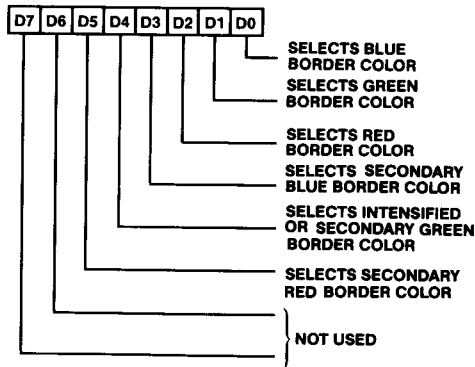 D7 D6 D5 D4 D3 D2 D1 D0
SELECTS BLUE
BORDER COLOR
SELECTS GREEN
BORDER COLOR
SELECTS RED
BORDER COLOR
SELECTS SECONDARY
BLUE BORDER COLOR
SELECTS INTENSIFIED
OR SECONDARY GREEN
BORDER COLOR
SELECTS SECONDARY
RED BORDER COLOR
NOT USED